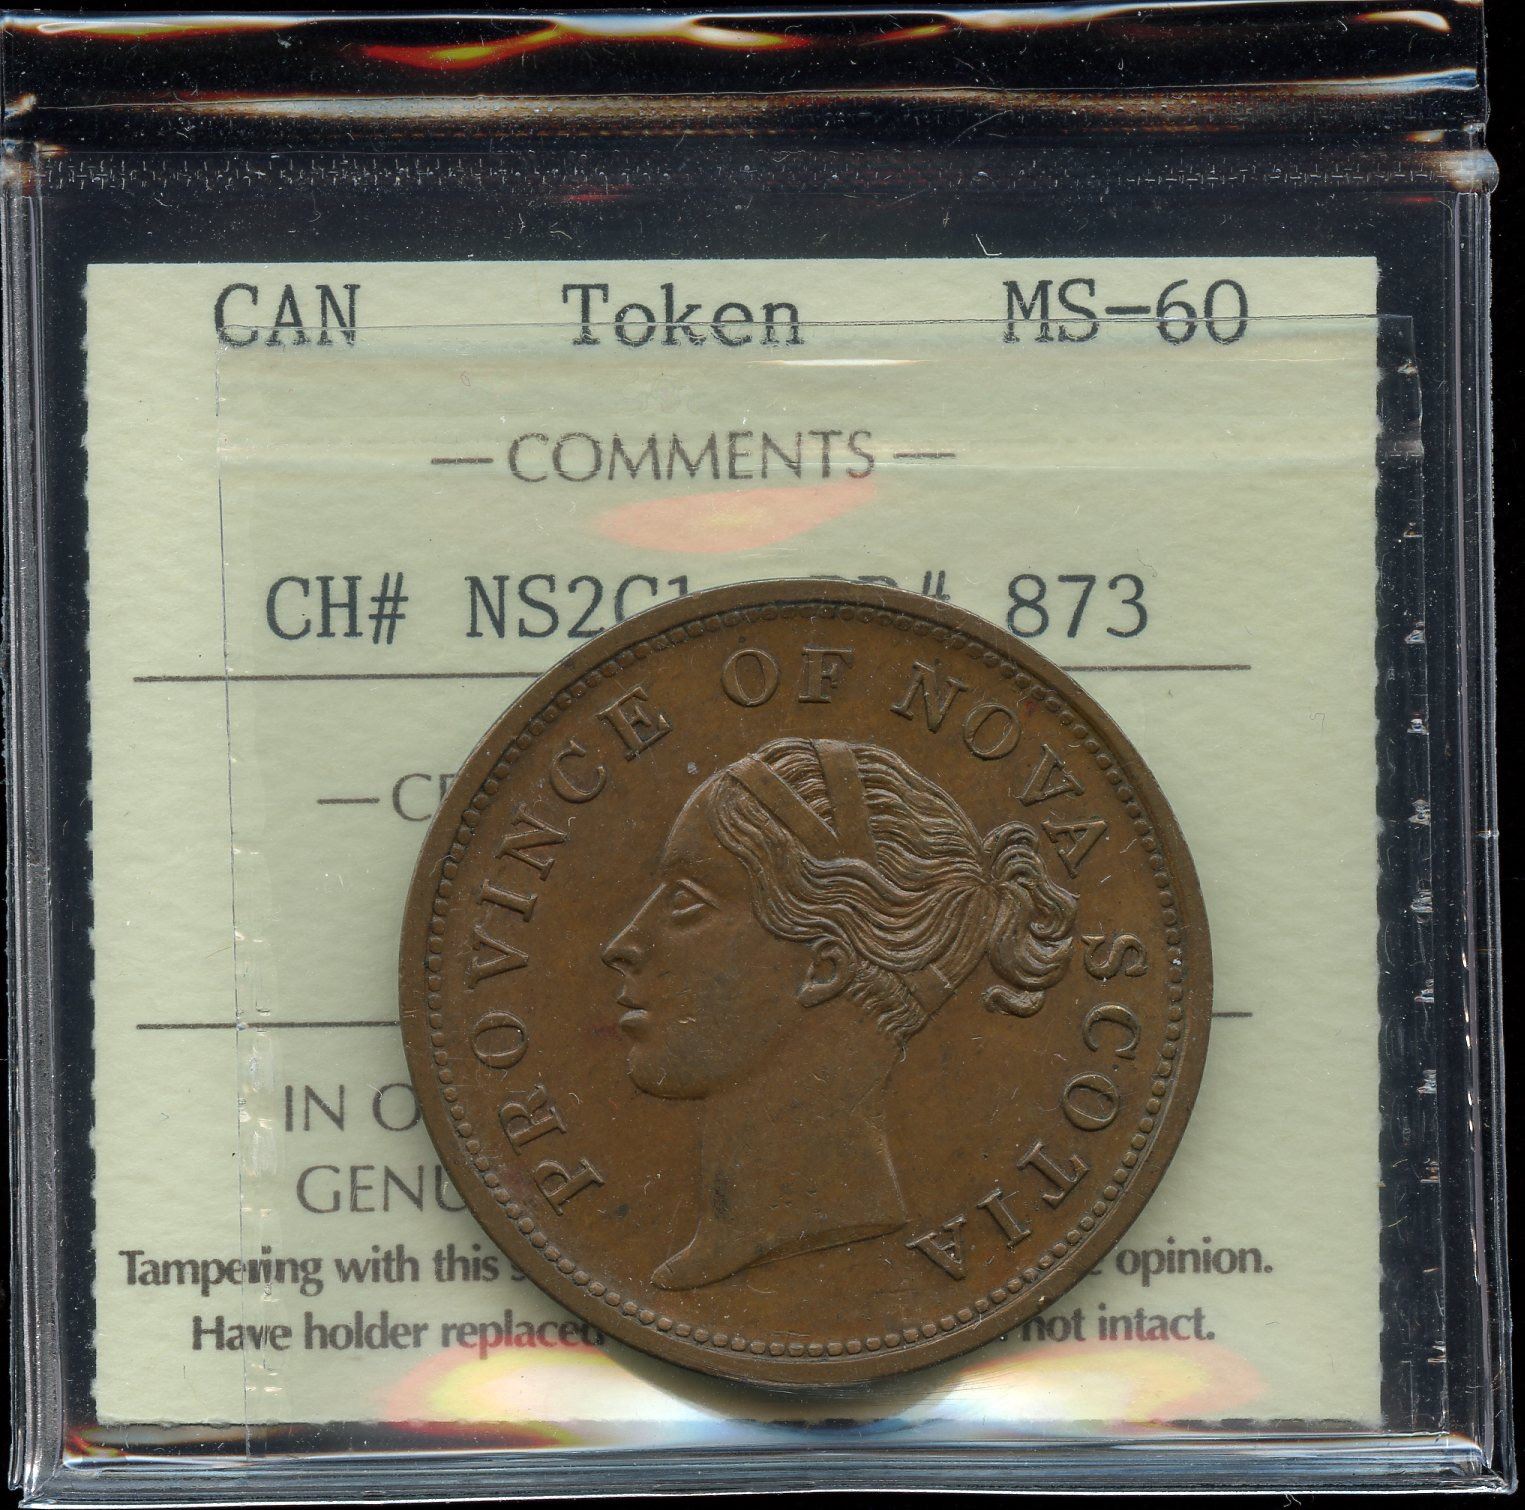 CAN Token MS-60
—COMMENTS—
CH# NS2C1 # 873
PROVINCE OF NOVA SCOTIA
IN O
GENU
Tampering with this opinion.
Have holder replaced not intact.